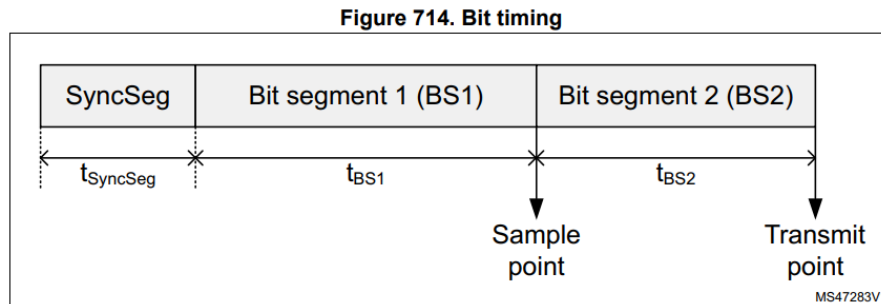 Figure 714. Bit timing
SyncSeg
Bit segment 1 (BS1)
Bit segment 2 (BS2)
tSyncSeg
tBS1
tBS2
Sample
point
Transmit
point
MS47283V